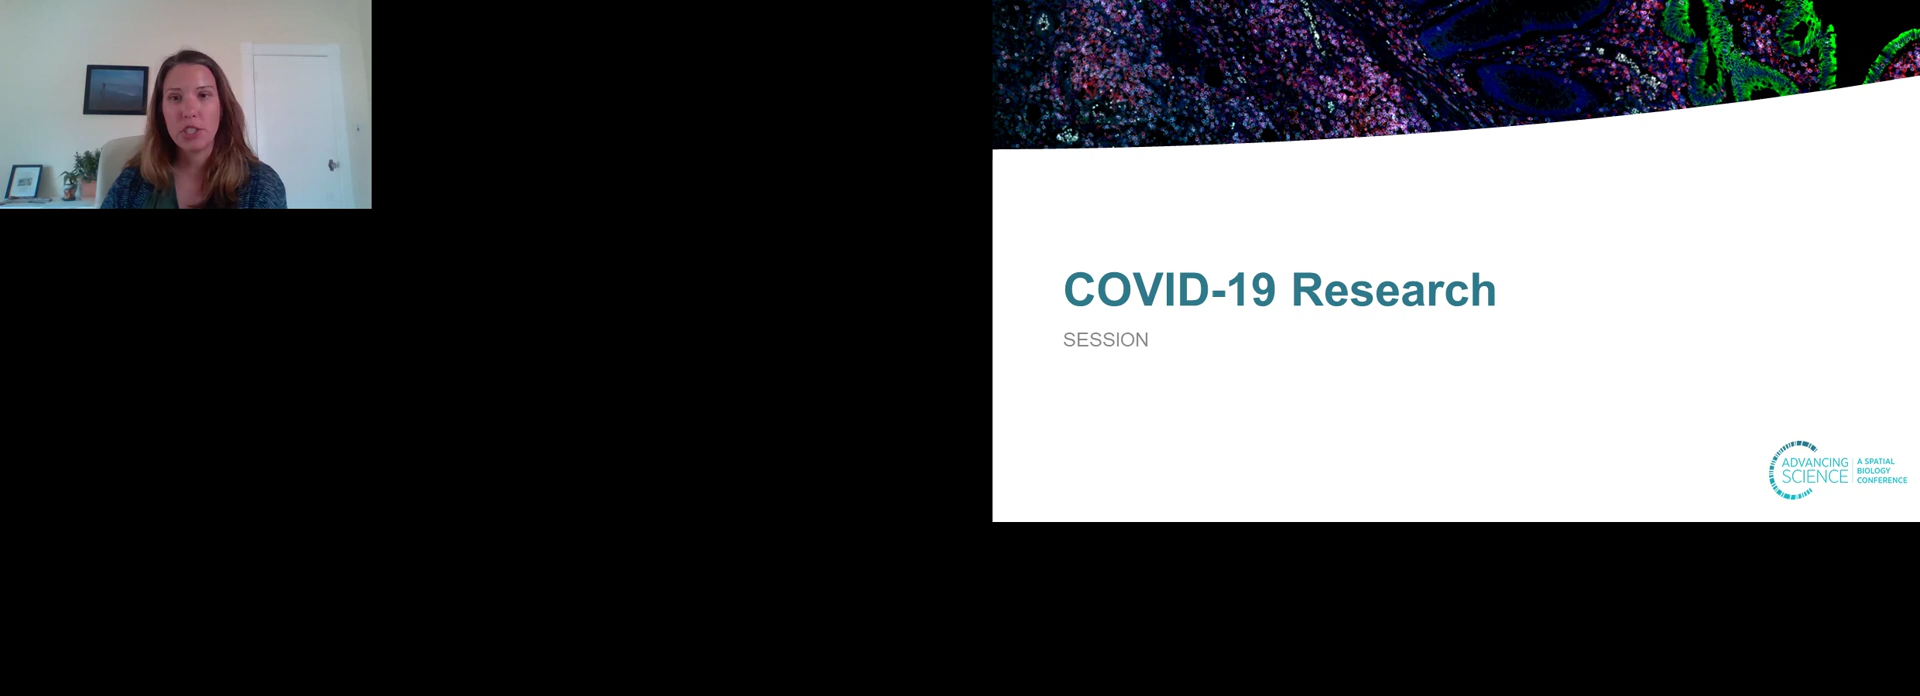 COVID-19 Research
SESSION
ADVANCING
SCIENCE
A SPATIAL
BIOLOGY
CONFERENCE